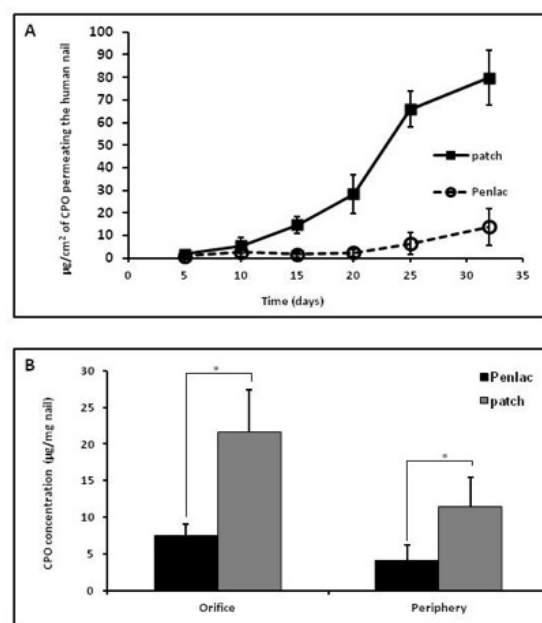 A
µg/cm² of CPO permeating the human nail
100
90
80
70
60
50
40
30
20
10
0
patch
Penlac
0 5 10 15 20 25 30 35
Time (days)
B
CPO concentration (µg/mg nail)
30
25
20
15
10
5
0
*
*
Penlac
patch
Orifice Periphery